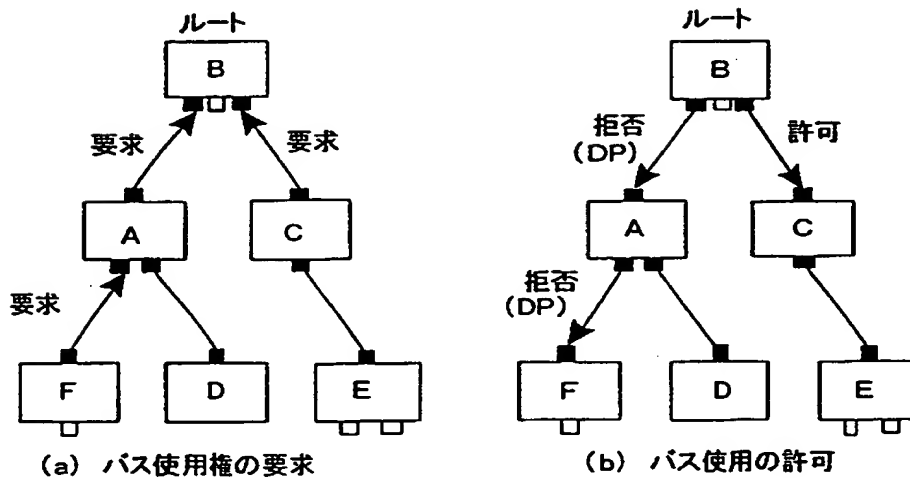 ルート
B
要求
要求
A
C
要求
F
D
E
(a) バス使用権の要求
ルート
B
拒否
(DP)
許可
A
C
拒否
(DP)
F
D
E
(b) バス使用の許可